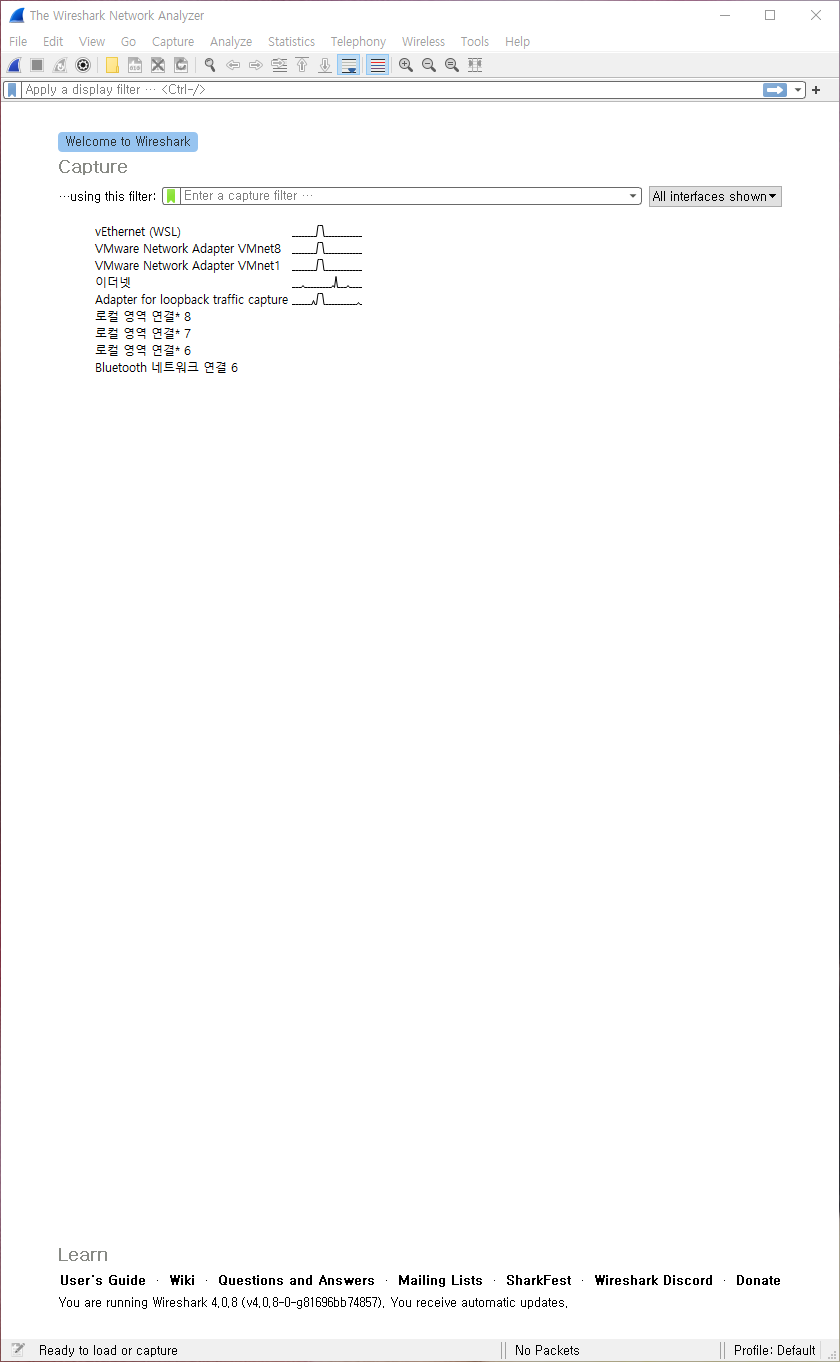 The Wireshark Network Analyzer
File Edit View Go Capture Analyze Statistics Telephony Wireless Tools Help
Apply a display filter … <Ctrl-/>
Welcome to Wireshark
Capture
…using this filter: Enter a capture filter … All interfaces shown
vEthernet (WSL)
VMware Network Adapter VMnet8
VMware Network Adapter VMnet1
이더넷
Adapter for loopback traffic capture
로컬 영역 연결* 8
로컬 영역 연결* 7
로컬 영역 연결* 6
Bluetooth 네트워크 연결 6
Learn
User's Guide · Wiki · Questions and Answers · Mailing Lists · SharkFest · Wireshark Discord · Donate
You are running Wireshark 4.0.8 (v4.0.8-0-g81696bb74857). You receive automatic updates.
Ready to load or capture No Packets Profile: Default